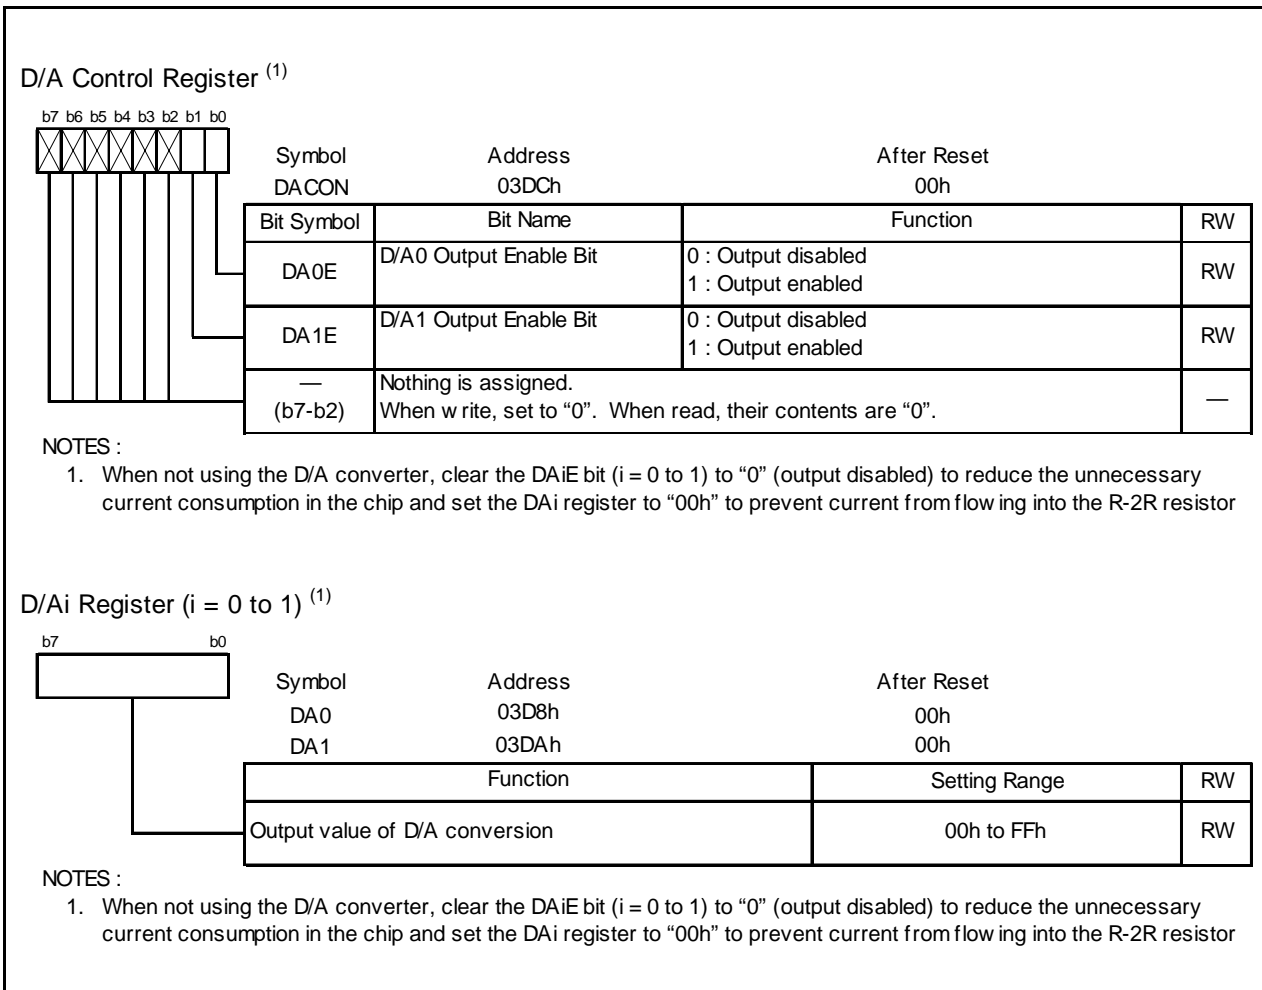 D/A Control Register (1)
b7 b6 b5 b4 b3 b2 b1 b0
Symbol Address After Reset
DACON 03DCh 00h
Bit Symbol Bit Name Function RW
DA0E D/A0 Output Enable Bit 0 : Output disabled RW
1 : Output enabled
DA1E D/A1 Output Enable Bit 0 : Output disabled RW
1 : Output enabled
— Nothing is assigned. —
(b7-b2) When write, set to “0”. When read, their contents are “0”.
NOTES :
1. When not using the D/A converter, clear the DAiE bit (i = 0 to 1) to “0” (output disabled) to reduce the unnecessary
current consumption in the chip and set the DAi register to “00h” to prevent current from flowing into the R-2R resistor
D/Ai Register (i = 0 to 1) (1)
b7 b0
Symbol Address After Reset
DA0 03D8h 00h
DA1 03DAh 00h
Function Setting Range RW
Output value of D/A conversion 00h to FFh RW
NOTES :
1. When not using the D/A converter, clear the DAiE bit (i = 0 to 1) to “0” (output disabled) to reduce the unnecessary
current consumption in the chip and set the DAi register to “00h” to prevent current from flowing into the R-2R resistor